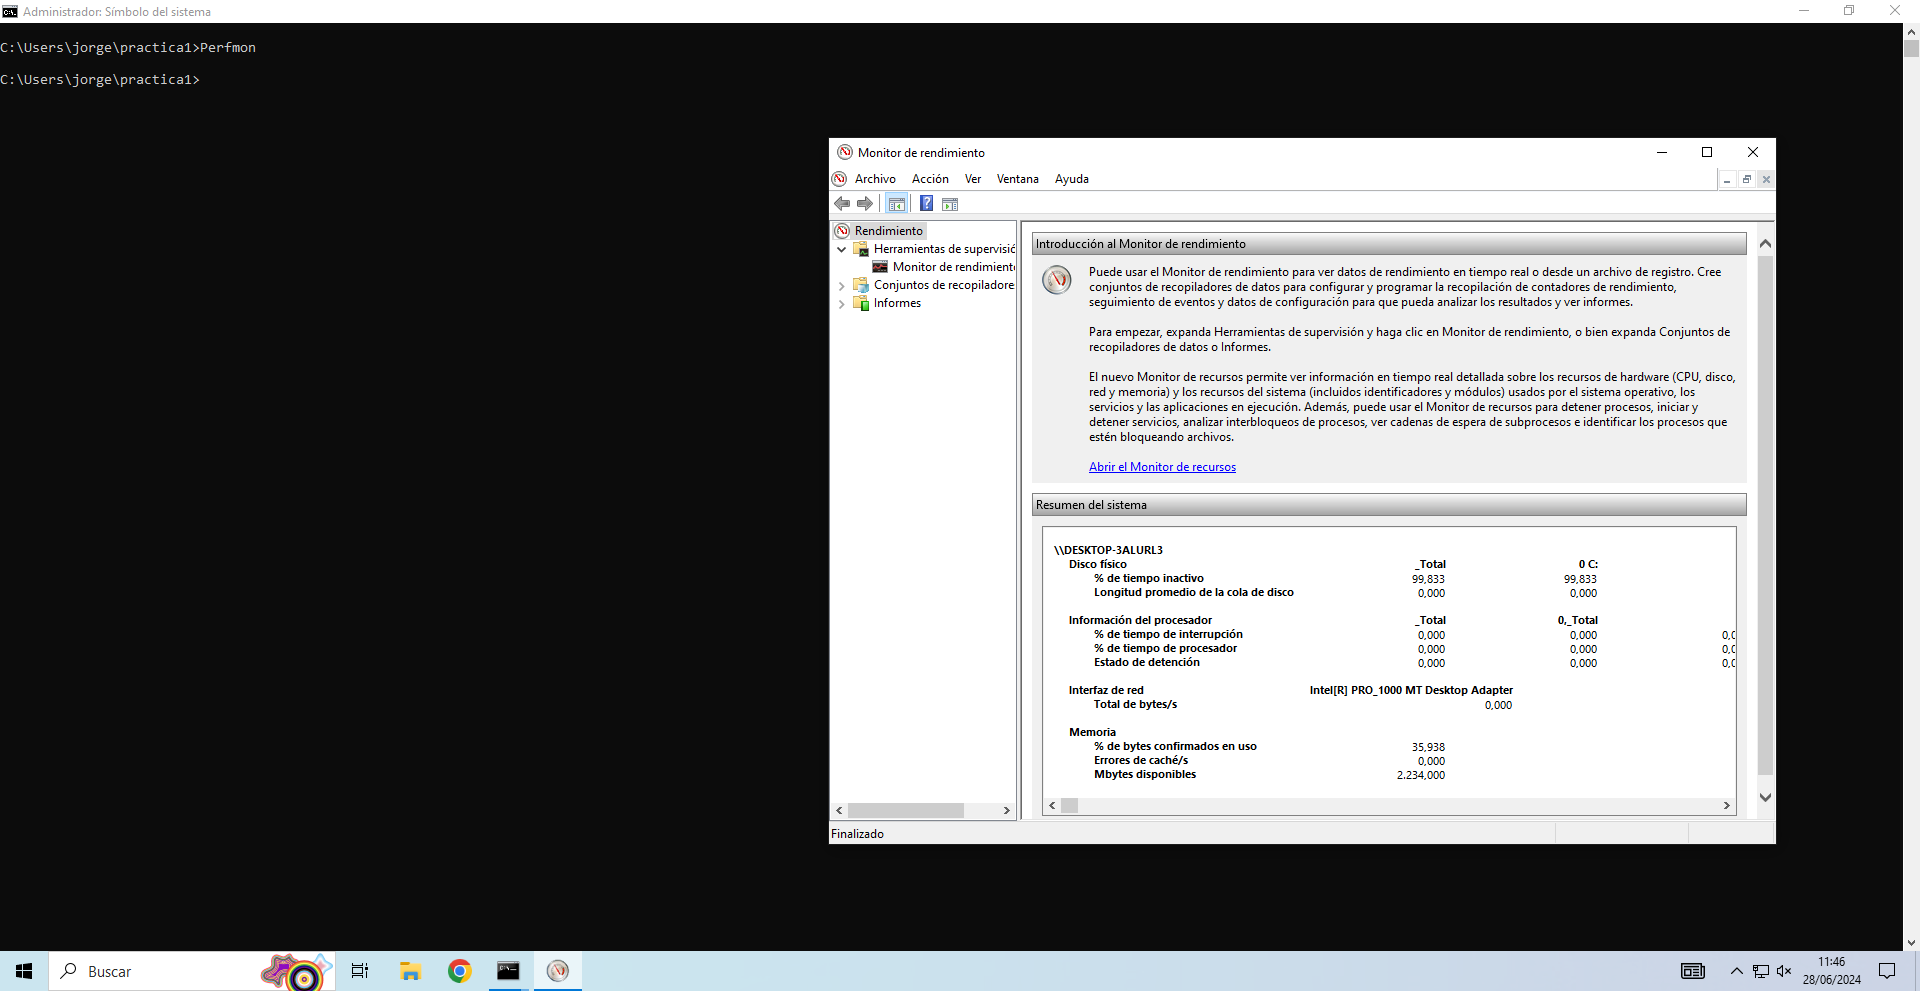 Administrador: Símbolo del sistema
C:\Users\jorge\practica1>Perfmon
C:\Users\jorge\practica1>
Monitor de rendimiento
Archivo Acción Ver Ventana Ayuda
Rendimiento
Herramientas de supervisió
Monitor de rendimient
Conjuntos de recopiladore
Informes
Introducción al Monitor de rendimiento
Puede usar el Monitor de rendimiento para ver datos de rendimiento en tiempo real o desde un archivo de registro. Cree
conjuntos de recopiladores de datos para configurar y programar la recopilación de contadores de rendimiento,
seguimiento de eventos y datos de configuración para que pueda analizar los resultados y ver informes.
Para empezar, expanda Herramientas de supervisión y haga clic en Monitor de rendimiento, o bien expanda Conjuntos de
recopiladores de datos o Informes.
El nuevo Monitor de recursos permite ver información en tiempo real detallada sobre los recursos de hardware (CPU, disco,
red y memoria) y los recursos del sistema (incluidos identificadores y módulos) usados por el sistema operativo, los
servicios y las aplicaciones en ejecución. Además, puede usar el Monitor de recursos para detener procesos, iniciar y
detener servicios, analizar interbloqueos de procesos, ver cadenas de espera de subprocesos e identificar los procesos que
estén bloqueando archivos.
Abrir el Monitor de recursos
Resumen del sistema
\\DESKTOP-3ALURL3
Disco físico _Total 0 C:
% de tiempo inactivo 99,833 99,833
Longitud promedio de la cola de disco 0,000 0,000
Información del procesador _Total 0,_Total
% de tiempo de interrupción 0,000 0,000 0,0
% de tiempo de procesador 0,000 0,000 0,0
Estado de detención 0,000 0,000 0,0
Interfaz de red Intel[R] PRO_1000 MT Desktop Adapter
Total de bytes/s 0,000
Memoria
% de bytes confirmados en uso 35,938
Errores de caché/s 0,000
Mbytes disponibles 2.234,000
Finalizado
Buscar
11:46
28/06/2024